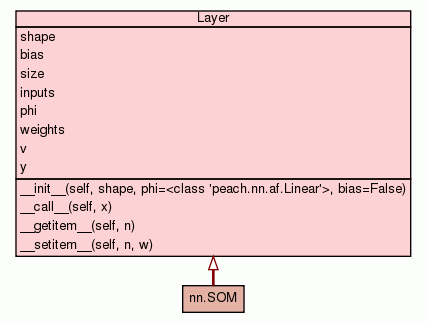 Layer
shape
bias
size
inputs
phi
weights
v
y
__init__(self, shape, phi=<class 'peach.nn.af.Linear'>, bias=False)
__call__(self, x)
__getitem__(self, n)
__setitem__(self, n, w)
nn.SOM